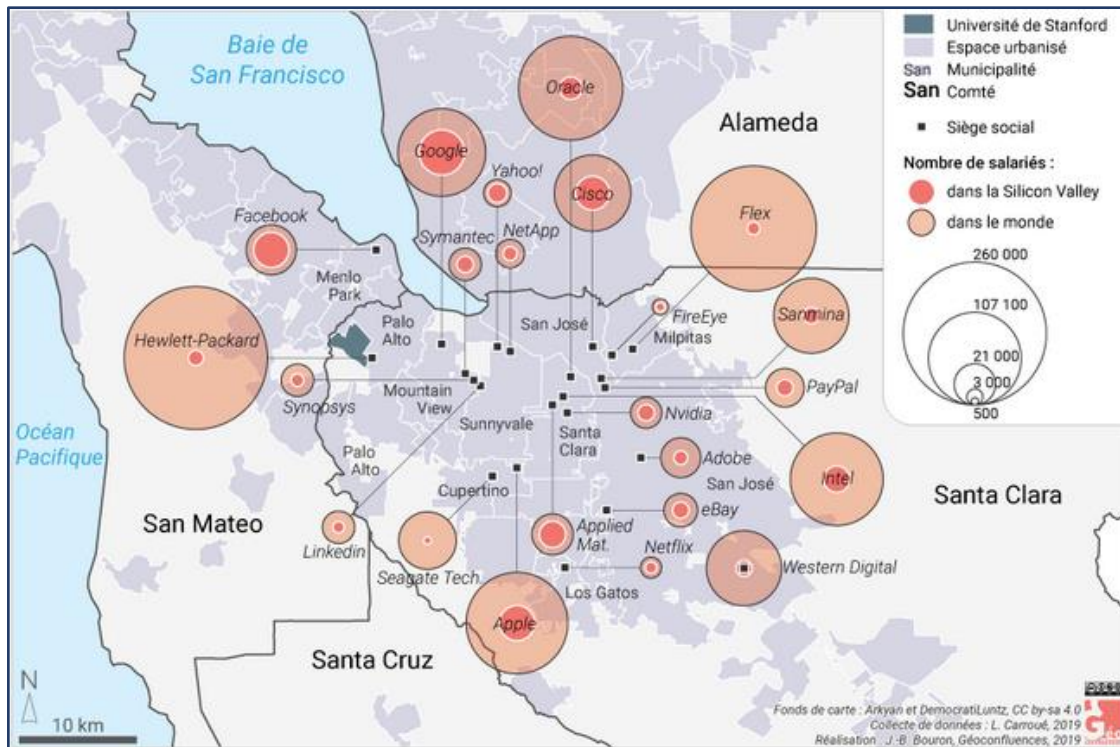 Baie de
San Francisco
Océan
Pacifique
Alameda
San Mateo
Santa Cruz
Santa Clara
Oracle
Google
Yahoo!
Cisco
Flex
Facebook
Symantec
NetApp
Menlo
Park
Hewlett-Packard
Palo
Alto
San José
FireEye
Milpitas
Sanmina
Synopsys
Mountain
View
Sunnyvale
PayPal
Nvidia
Santa
Clara
Palo
Alto
Cupertino
Adobe
San José
Intel
Linkedin
Seagate Tech.
Applied
Mat.
eBay
Netflix
Western Digital
Los Gatos
Apple
N
10 km
Université de Stanford
Espace urbanisé
San Municipalité
San Comté
Siège social
Nombre de salariés :
dans la Silicon Valley
dans le monde
260 000
107 100
21 000
3 000
500
Fonds de carte : Arkyan et DemocratiLuntz, CC by-sa 4.0
Collecte de données : L. Carroué, 2019
Réalisation : J.-B. Bouron, Géoconfluences, 2019